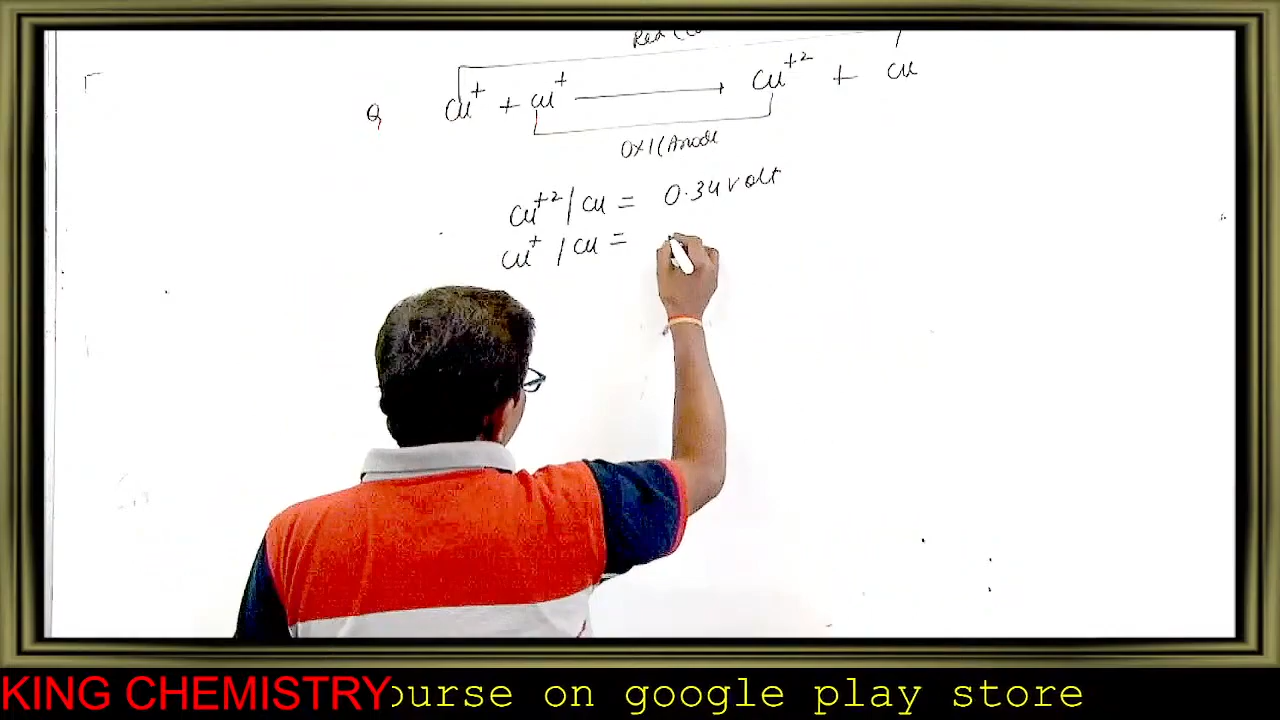 Q Cu⁺ + Cu⁺ → Cu⁺² + Cu
OXI (Anode
Cu⁺² / Cu = 0.34 Volt
Cu⁺ / Cu =
KING CHEMISTRY ourse on google play store